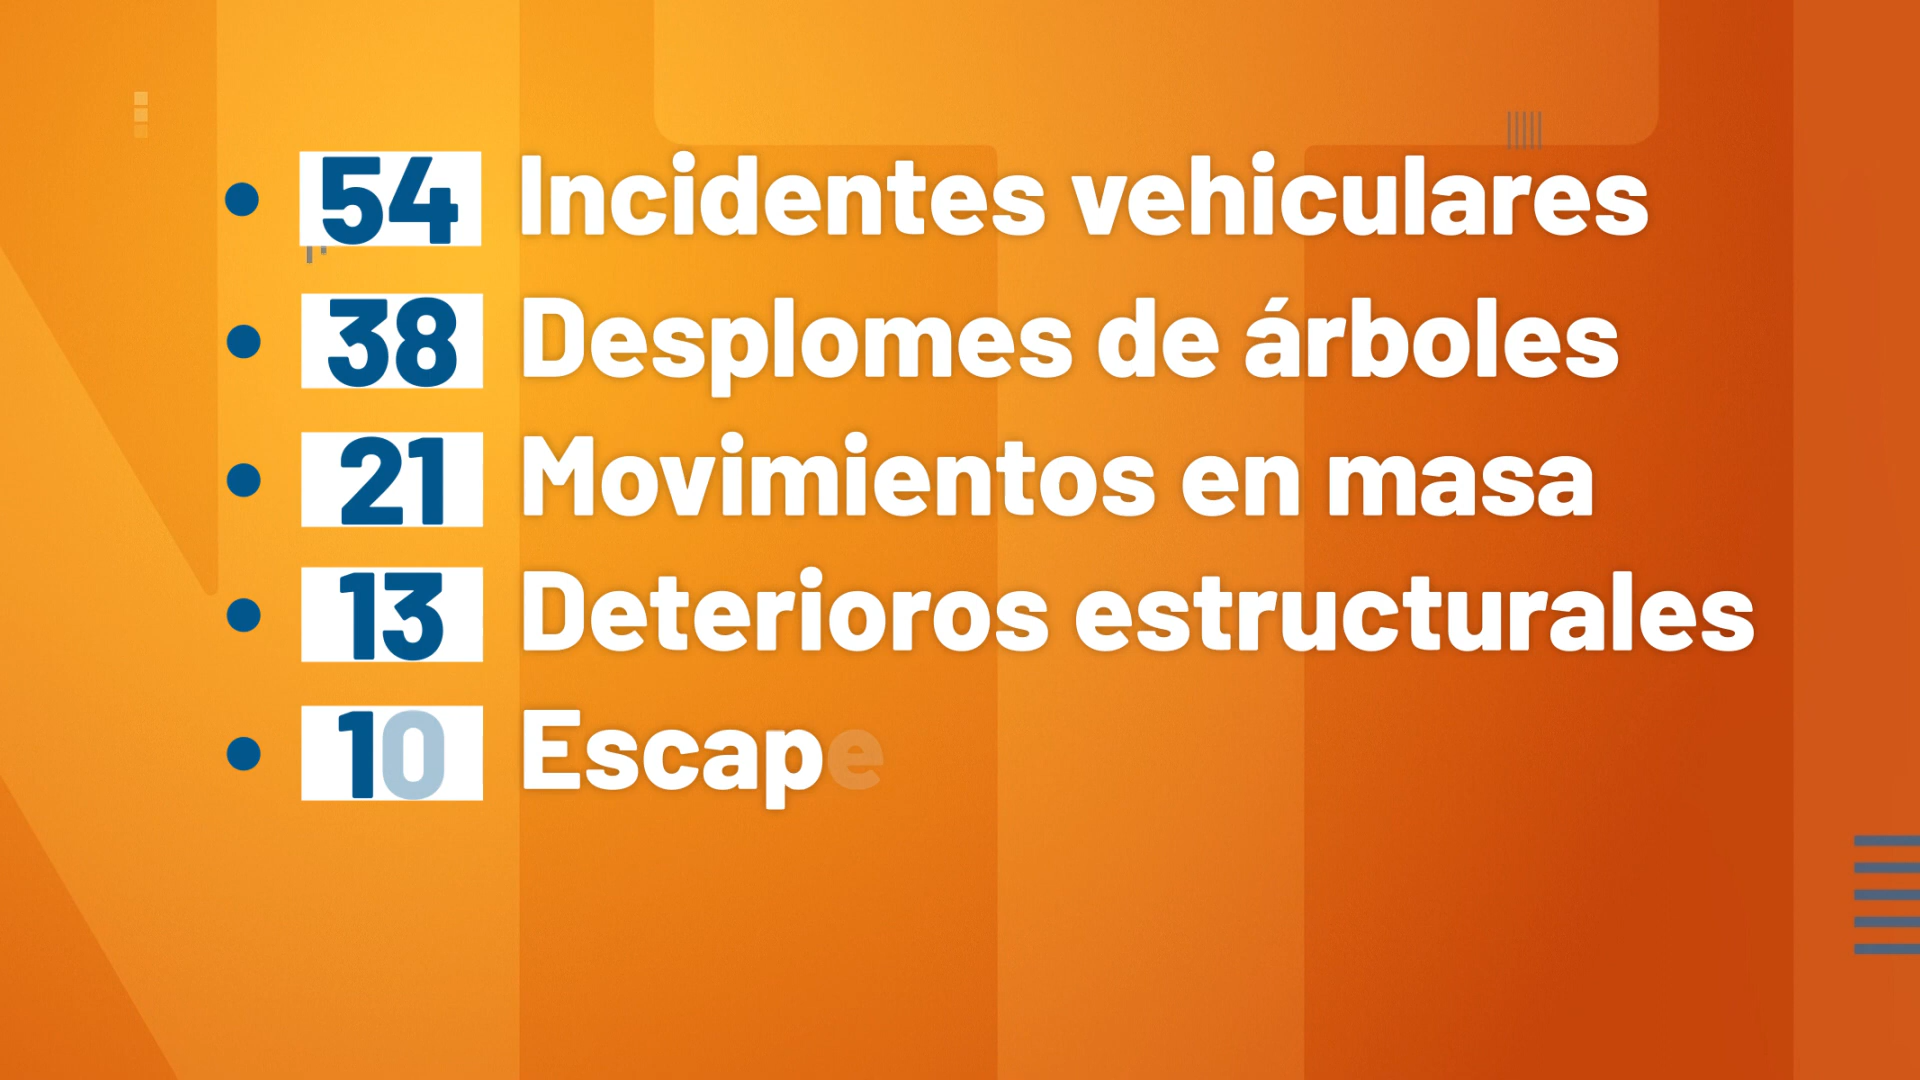 54 Incidentes vehiculares
38 Desplomes de árboles
21 Movimientos en masa
13 Deterioros estructurales
10 Escape